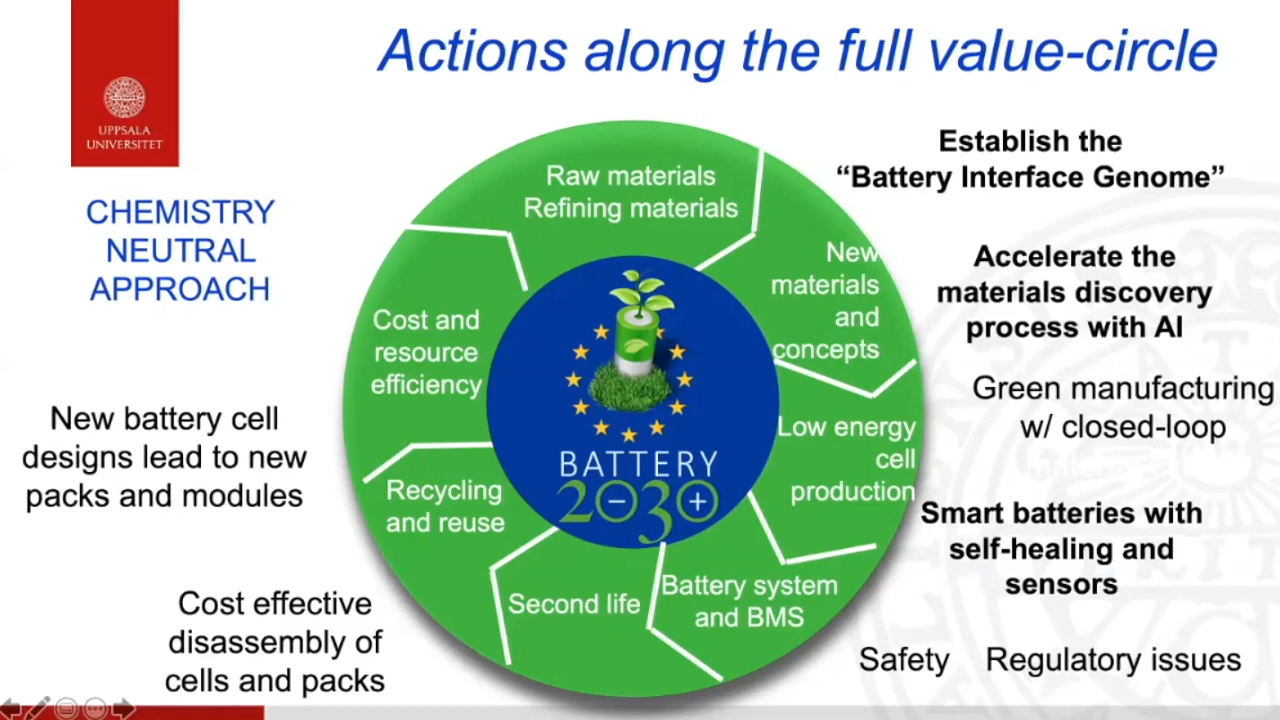 Actions along the full value-circle
UPPSALA
UNIVERSITET
CHEMISTRY
NEUTRAL
APPROACH
Establish the
“Battery Interface Genome”
Accelerate the
materials discovery
process with AI
Green manufacturing
w/ closed-loop
Smart batteries with
self-healing and
sensors
Safety Regulatory issues
Raw materials
Refining materials
New
materials
and
concepts
Low energy
cell
production
Battery system
and BMS
Second life
Recycling
and reuse
Cost and
resource
efficiency
BATTERY
2030
New battery cell
designs lead to new
packs and modules
Cost effective
disassembly of
cells and packs